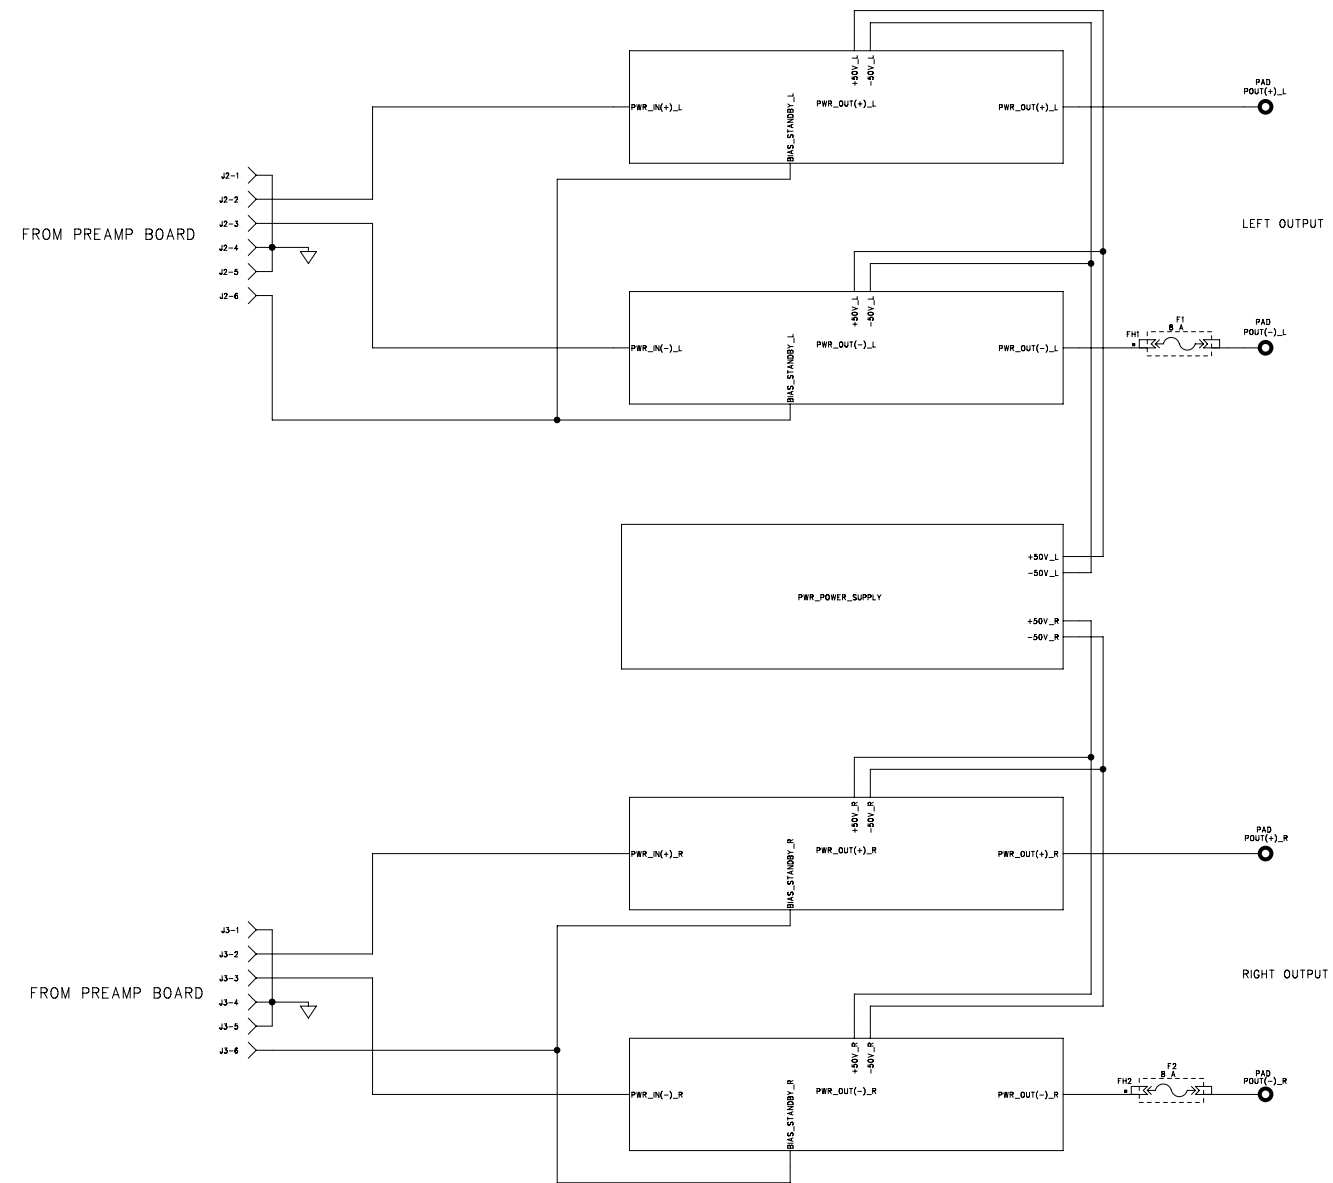 +50V_L
-50V_L
PWR_IN(+)_L
BIAS_STANDBY_L
PWR_OUT(+)_L
PWR_OUT(+)_L
PAD
POUT(+)_L
J2-1
J2-2
J2-3
J2-4
J2-5
J2-6
FROM PREAMP BOARD
LEFT OUTPUT
+50V_L
-50V_L
PWR_IN(-)_L
BIAS_STANDBY_L
PWR_OUT(-)_L
PWR_OUT(-)_L
FH1
F1
8 A
PAD
POUT(-)_L
PWR_POWER_SUPPLY
+50V_L
-50V_L
+50V_R
-50V_R
+50V_R
-50V_R
PWR_IN(+)_R
BIAS_STANDBY_R
PWR_OUT(+)_R
PWR_OUT(+)_R
PAD
POUT(+)_R
J3-1
J3-2
J3-3
J3-4
J3-5
J3-6
FROM PREAMP BOARD
RIGHT OUTPUT
+50V_R
-50V_R
PWR_IN(-)_R
BIAS_STANDBY_R
PWR_OUT(-)_R
PWR_OUT(-)_R
FH2
F2
8 A
PAD
POUT(-)_R